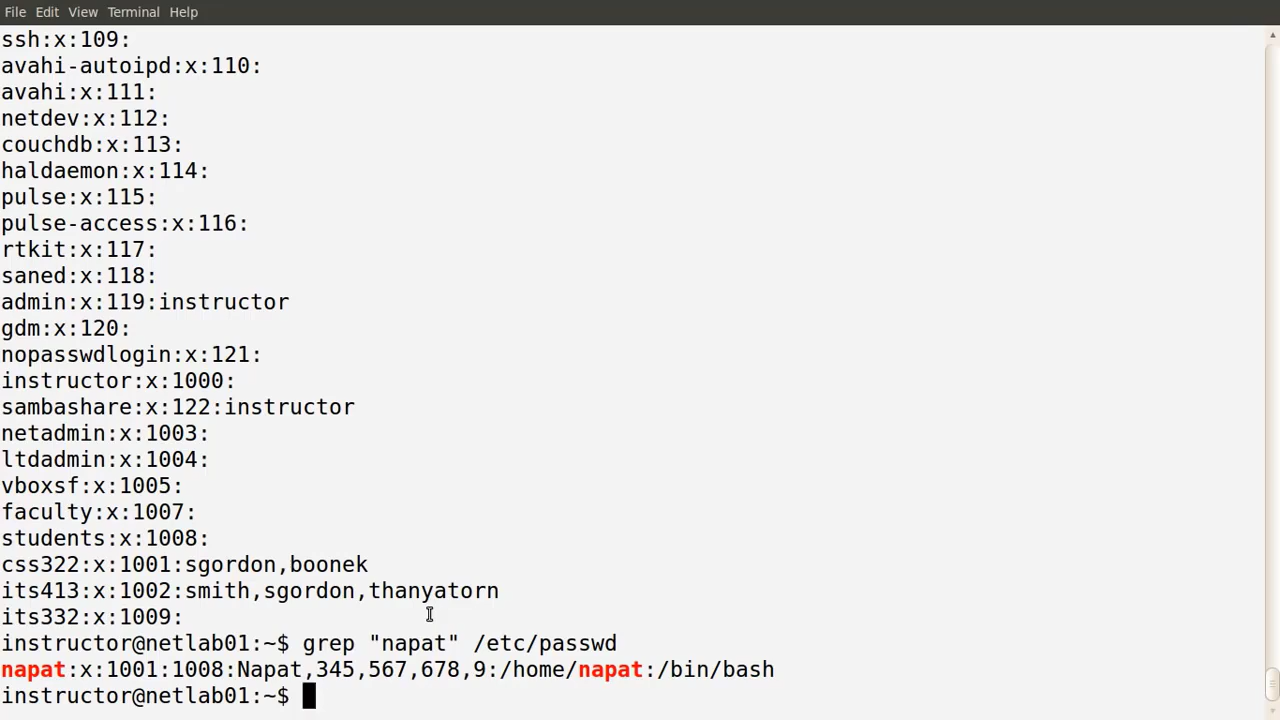 File Edit View Terminal Help
ssh:x:109:
avahi-autoipd:x:110:
avahi:x:111:
netdev:x:112:
couchdb:x:113:
haldaemon:x:114:
pulse:x:115:
pulse-access:x:116:
rtkit:x:117:
saned:x:118:
admin:x:119:instructor
gdm:x:120:
nopasswdlogin:x:121:
instructor:x:1000:
sambashare:x:122:instructor
netadmin:x:1003:
ltdadmin:x:1004:
vboxsf:x:1005:
faculty:x:1007:
students:x:1008:
css322:x:1001:sgordon,boonek
its413:x:1002:smith,sgordon,thanyatorn
its332:x:1009:
instructor@netlab01:~$ grep "napat" /etc/passwd
napat:x:1001:1008:Napat,345,567,678,9:/home/napat:/bin/bash
instructor@netlab01:~$